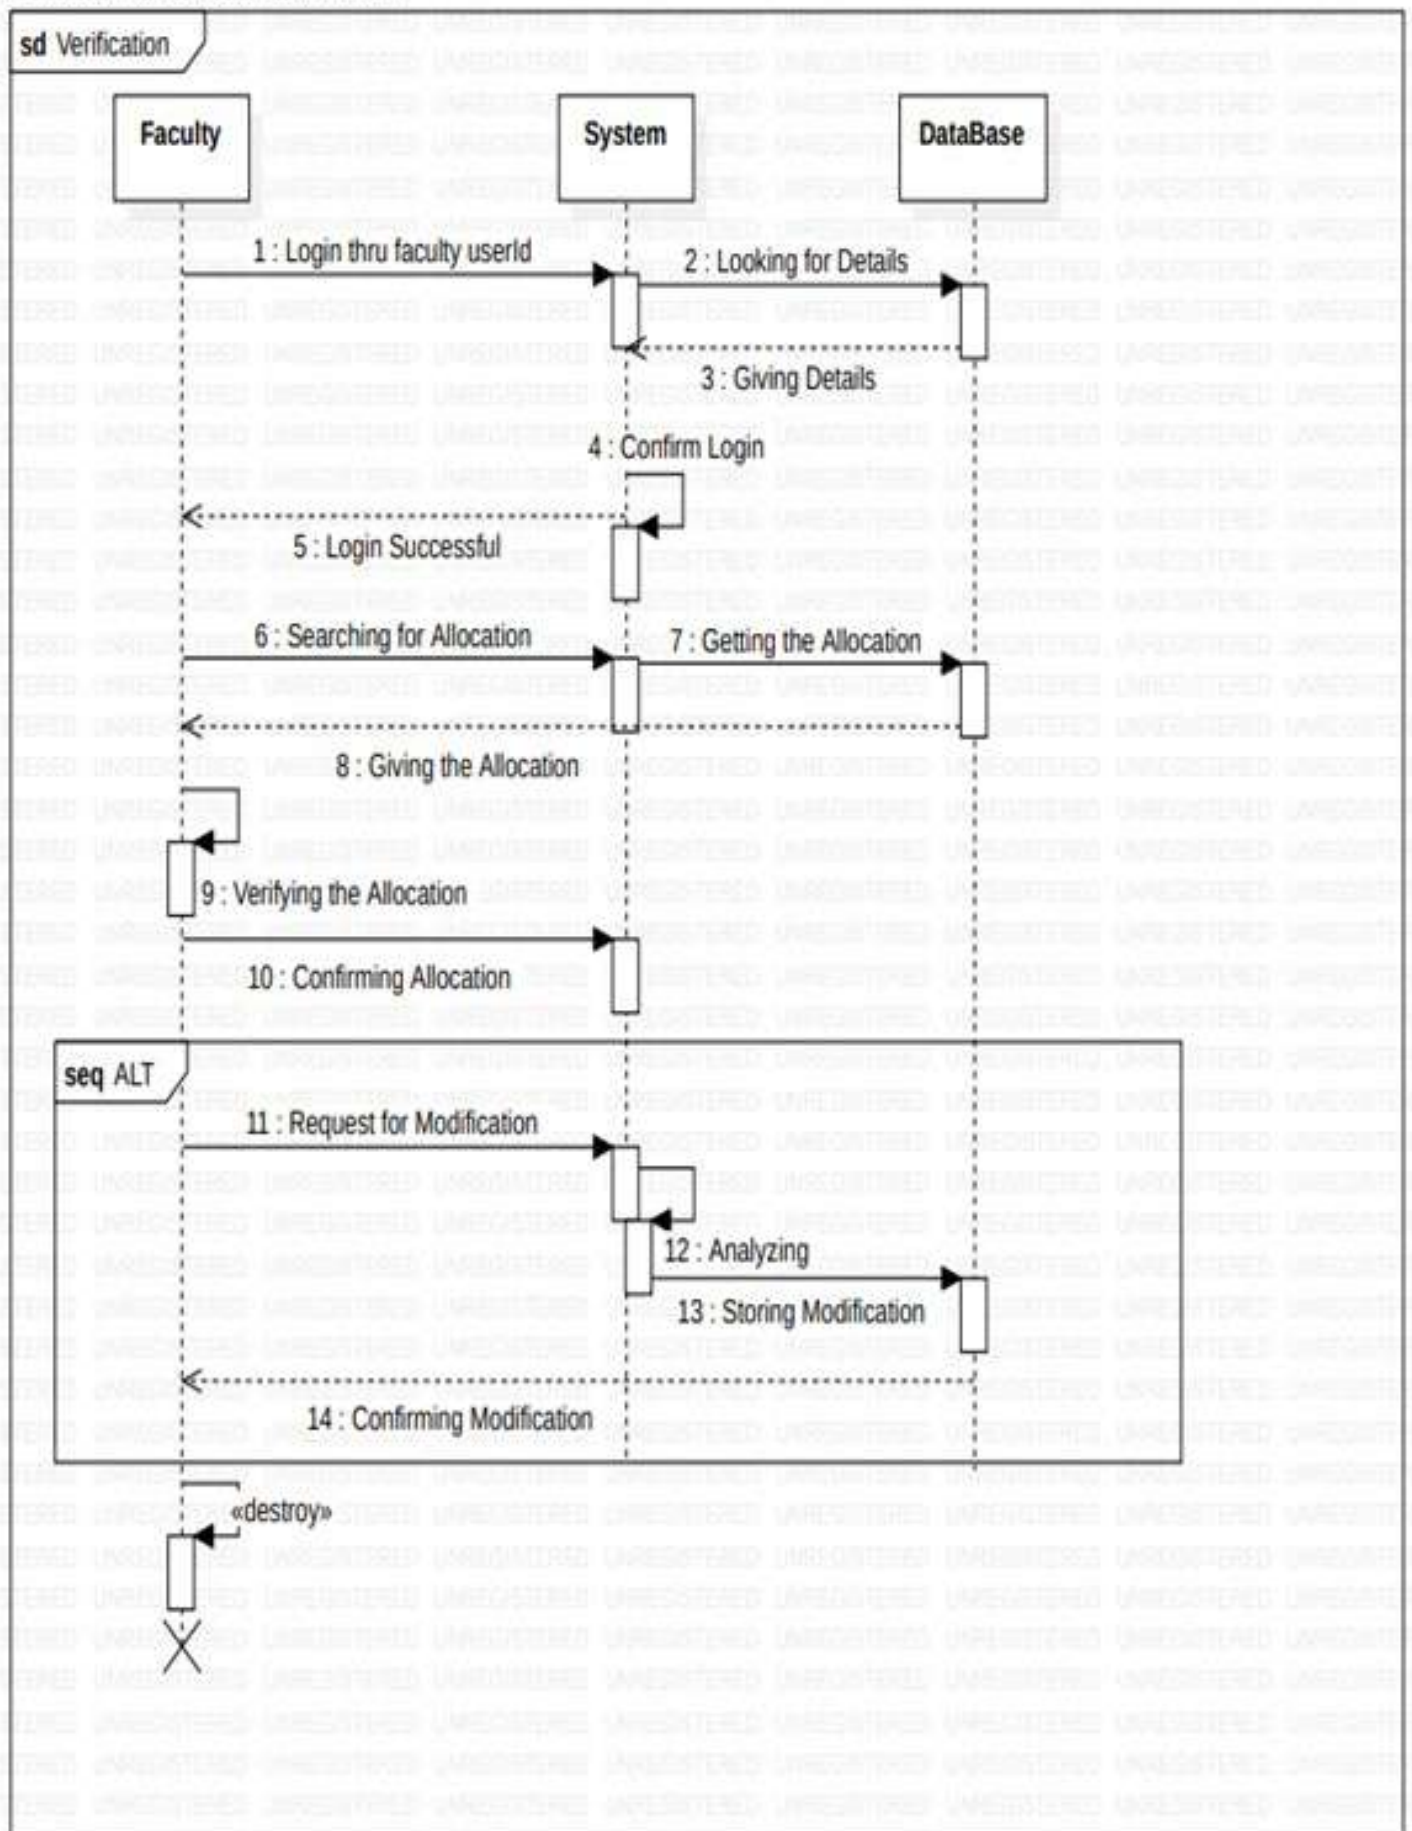 sd Verification
Faculty
System
DataBase
1 : Login thru faculty userId
2 : Looking for Details
3 : Giving Details
4 : Confirm Login
5 : Login Successful
6 : Searching for Allocation
7 : Getting the Allocation
8 : Giving the Allocation
9 : Verifying the Allocation
10 : Confirming Allocation
seq ALT
11 : Request for Modification
12 : Analyzing
13 : Storing Modification
14 : Confirming Modification
«destroy»